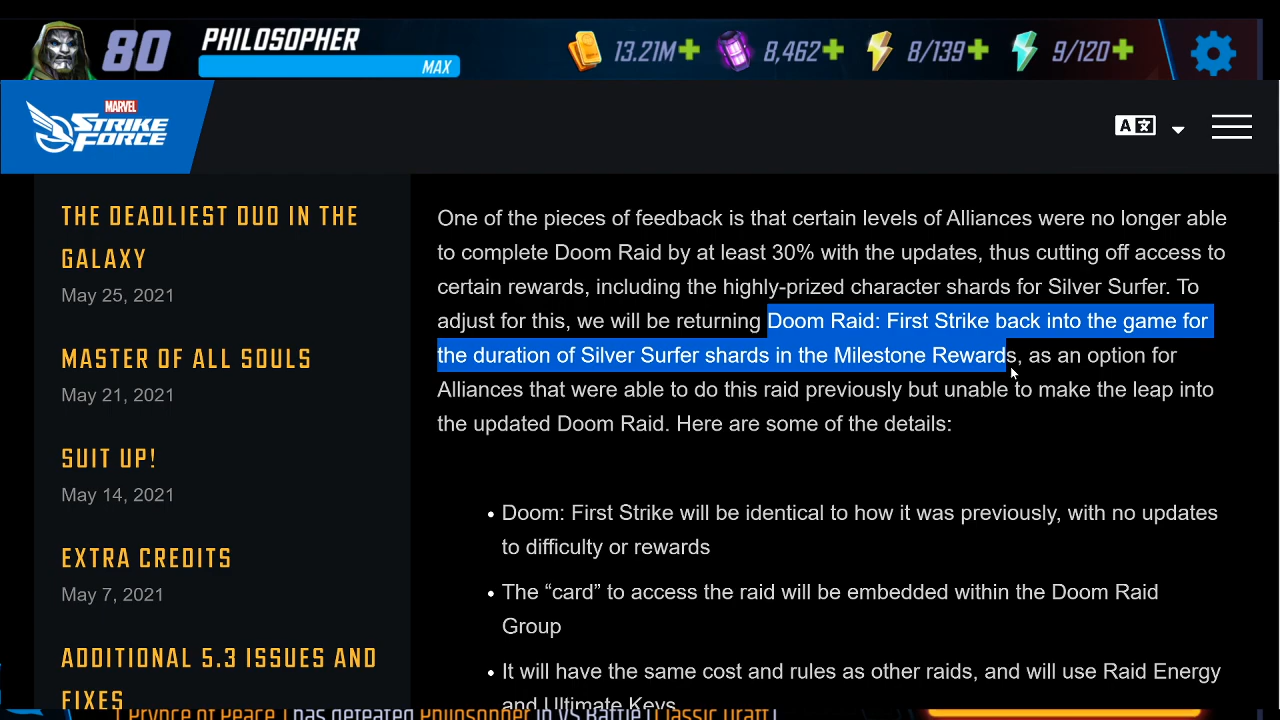 80
PHILOSOPHER
MAX
13.21M
8,462
8/139
9/120
MARVEL
STRIKE
FORCE
A
THE DEADLIEST DUO IN THE
GALAXY
May 25, 2021
MASTER OF ALL SOULS
May 21, 2021
SUIT UP!
May 14, 2021
EXTRA CREDITS
May 7, 2021
ADDITIONAL 5.3 ISSUES AND
FIXES
One of the pieces of feedback is that certain levels of Alliances were no longer able
to complete Doom Raid by at least 30% with the updates, thus cutting off access to
certain rewards, including the highly-prized character shards for Silver Surfer. To
adjust for this, we will be returning Doom Raid: First Strike back into the game for
the duration of Silver Surfer shards in the Milestone Rewards, as an option for
Alliances that were able to do this raid previously but unable to make the leap into
the updated Doom Raid. Here are some of the details:
• Doom: First Strike will be identical to how it was previously, with no updates
to difficulty or rewards
• The “card” to access the raid will be embedded within the Doom Raid
Group
• It will have the same cost and rules as other raids, and will use Raid Energy
and Ultimate Keys
[Prynce of Peace] has defeated Philosopher in VS Battle [Classic Draft]